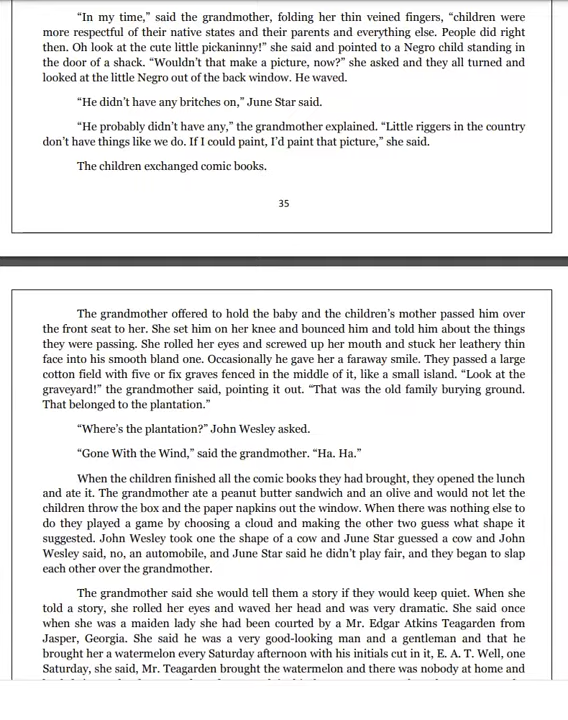 “In my time,” said the grandmother, folding her thin veined fingers, “children were
more respectful of their native states and their parents and everything else. People did right
then. Oh look at the cute little pickaninny!” she said and pointed to a Negro child standing in
the door of a shack. “Wouldn’t that make a picture, now?” she asked and they all turned and
looked at the little Negro out of the back window. He waved.
“He didn’t have any britches on,” June Star said.
“He probably didn’t have any,” the grandmother explained. “Little riggers in the country
don’t have things like we do. If I could paint, I’d paint that picture,” she said.
The children exchanged comic books.
35
The grandmother offered to hold the baby and the children’s mother passed him over
the front seat to her. She set him on her knee and bounced him and told him about the things
they were passing. She rolled her eyes and screwed up her mouth and stuck her leathery thin
face into his smooth bland one. Occasionally he gave her a faraway smile. They passed a large
cotton field with five or fix graves fenced in the middle of it, like a small island. “Look at the
graveyard!” the grandmother said, pointing it out. “That was the old family burying ground.
That belonged to the plantation.”
“Where’s the plantation?” John Wesley asked.
“Gone With the Wind,” said the grandmother. “Ha. Ha.”
When the children finished all the comic books they had brought, they opened the lunch
and ate it. The grandmother ate a peanut butter sandwich and an olive and would not let the
children throw the box and the paper napkins out the window. When there was nothing else to
do they played a game by choosing a cloud and making the other two guess what shape it
suggested. John Wesley took one the shape of a cow and June Star guessed a cow and John
Wesley said, no, an automobile, and June Star said he didn’t play fair, and they began to slap
each other over the grandmother.
The grandmother said she would tell them a story if they would keep quiet. When she
told a story, she rolled her eyes and waved her head and was very dramatic. She said once
when she was a maiden lady she had been courted by a Mr. Edgar Atkins Teagarden from
Jasper, Georgia. She said he was a very good-looking man and a gentleman and that he
brought her a watermelon every Saturday afternoon with his initials cut in it, E. A. T. Well, one
Saturday, she said, Mr. Teagarden brought the watermelon and there was nobody at home and